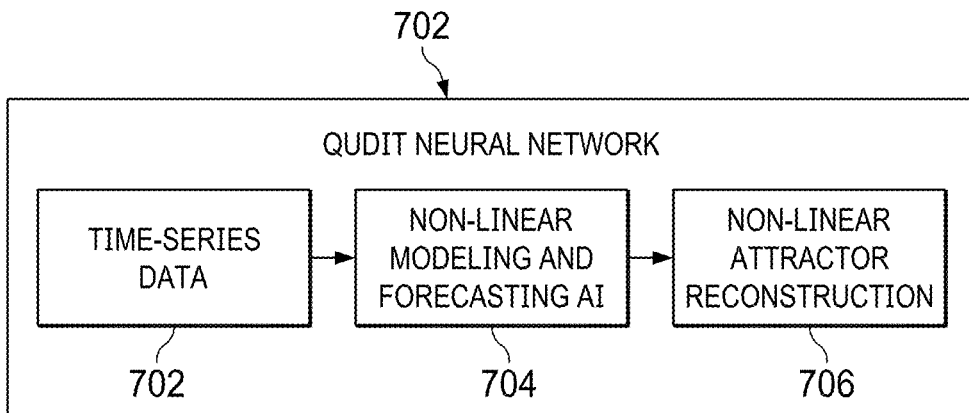 702
QUDIT NEURAL NETWORK
TIME-SERIES
DATA
NON-LINEAR
MODELING AND
FORECASTING AI
NON-LINEAR
ATTRACTOR
RECONSTRUCTION
702
704
706